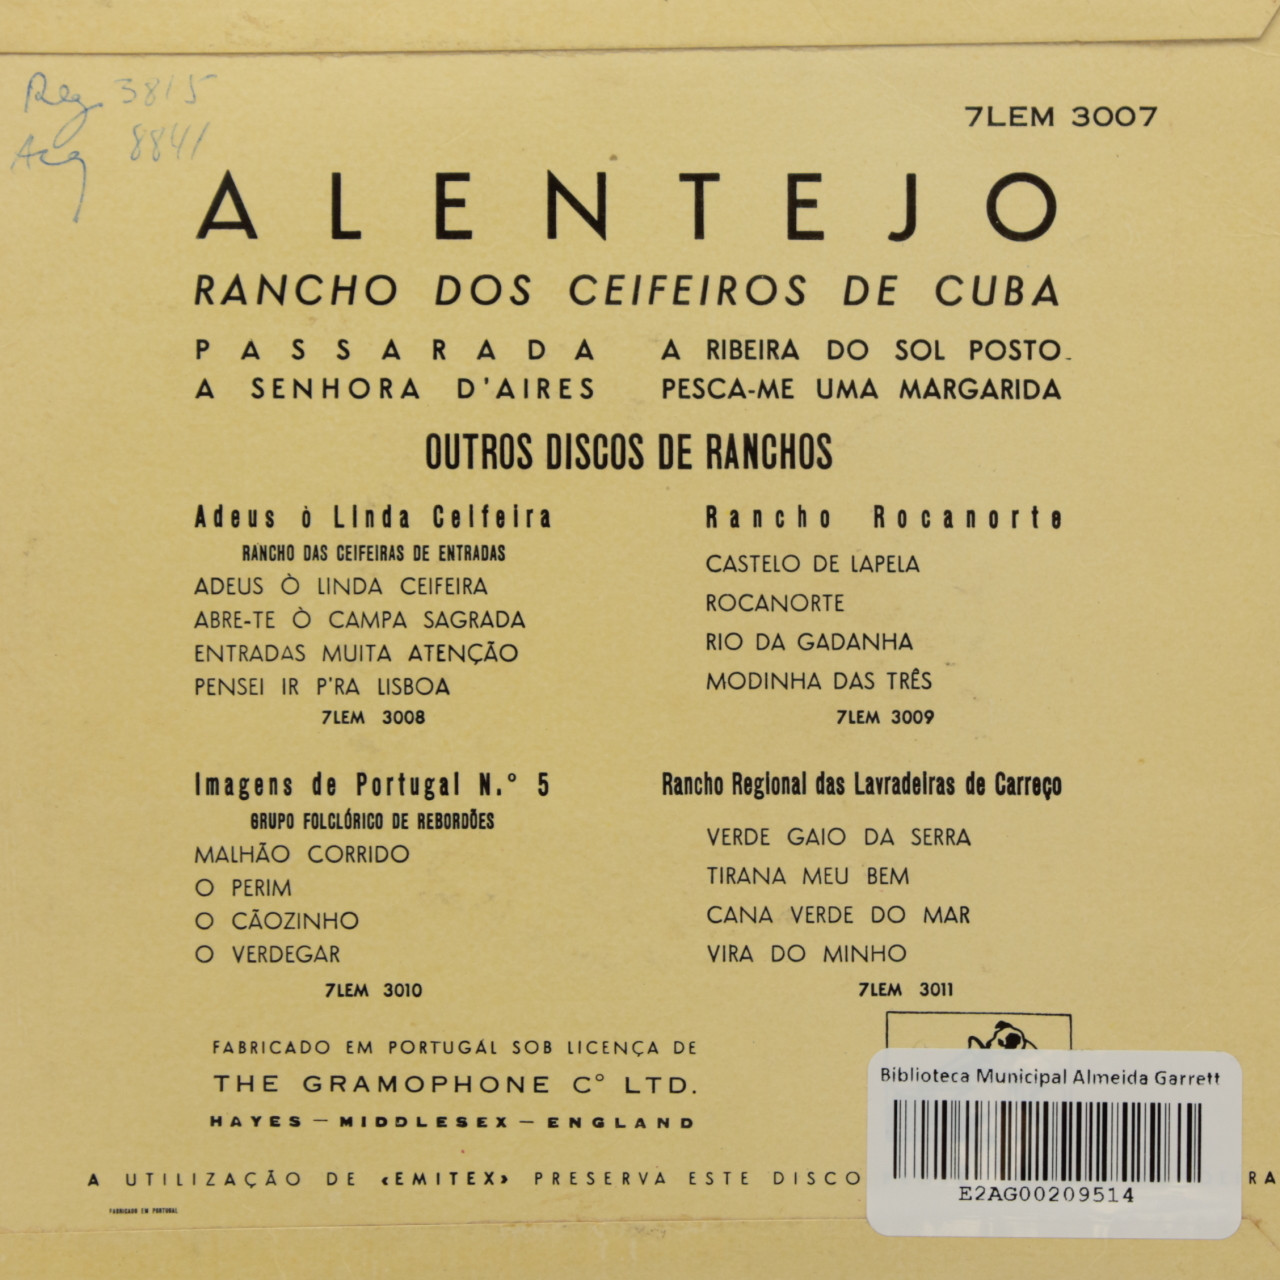 Reg 3815
Acq 8841
7LEM 3007
ALENTEJO
RANCHO DOS CEIFEIROS DE CUBA
PASSARADA
A SENHORA D'AIRES
A RIBEIRA DO SOL POSTO
PESCA-ME UMA MARGARIDA
OUTROS DISCOS DE RANCHOS
Adeus ò Linda Ceifeira
RANCHO DAS CEIFEIRAS DE ENTRADAS
ADEUS Ò LINDA CEIFEIRA
ABRE-TE Ò CAMPA SAGRADA
ENTRADAS MUITA ATENÇÃO
PENSEI IR P'RA LISBOA
7LEM 3008
Rancho Rocanorte
CASTELO DE LAPELA
ROCANORTE
RIO DA GADANHA
MODINHA DAS TRÊS
7LEM 3009
Imagens de Portugal N.° 5
GRUPO FOLCLÓRICO DE REBORDÕES
MALHÃO CORRIDO
O PERIM
O CÃOZINHO
O VERDEGAR
7LEM 3010
Rancho Regional das Lavradeiras de Carreço
VERDE GAIO DA SERRA
TIRANA MEU BEM
CANA VERDE DO MAR
VIRA DO MINHO
7LEM 3011
FABRICADO EM PORTUGAL SOB LICENÇA DE
THE GRAMOPHONE C° LTD.
HAYES — MIDDLESEX — ENGLAND
Biblioteca Municipal Almeida Garrett
E2AG00209514
A UTILIZAÇÃO DE «EMITEX» PRESERVA ESTE DISCO
FABRICADO EM PORTUGAL